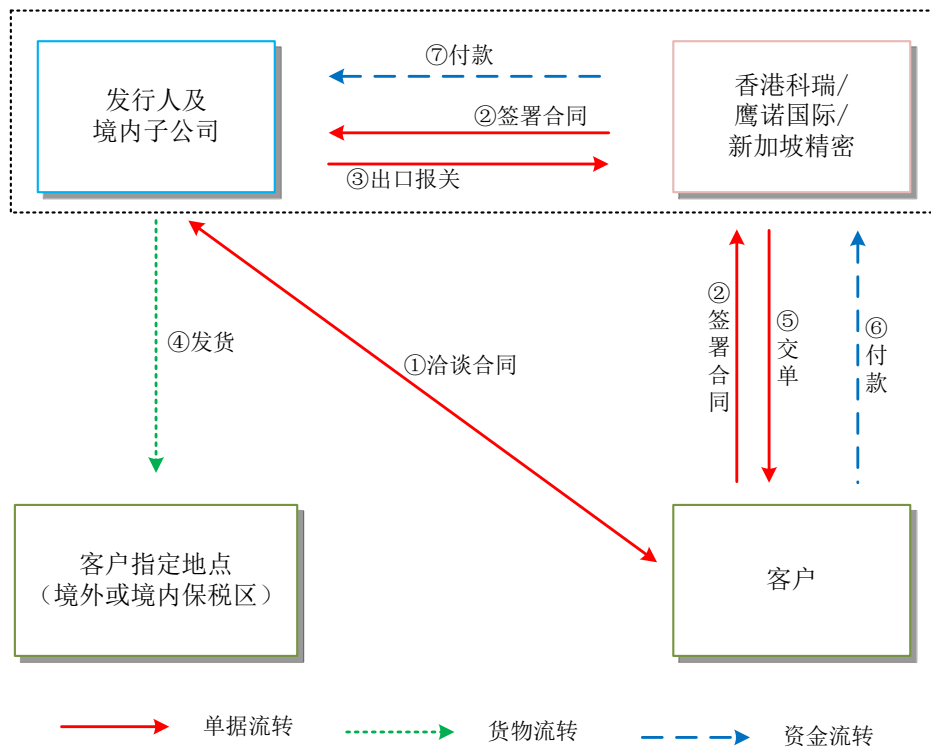 ⑦付款
发行人及
境内子公司
②签署合同
③出口报关
香港科瑞/
鹰诺国际/
新加坡精密
④发货
①洽谈合同
②签署合同
⑤交单
⑥付款
客户指定地点
（境外或境内保税区）
客户
单据流转
货物流转
资金流转